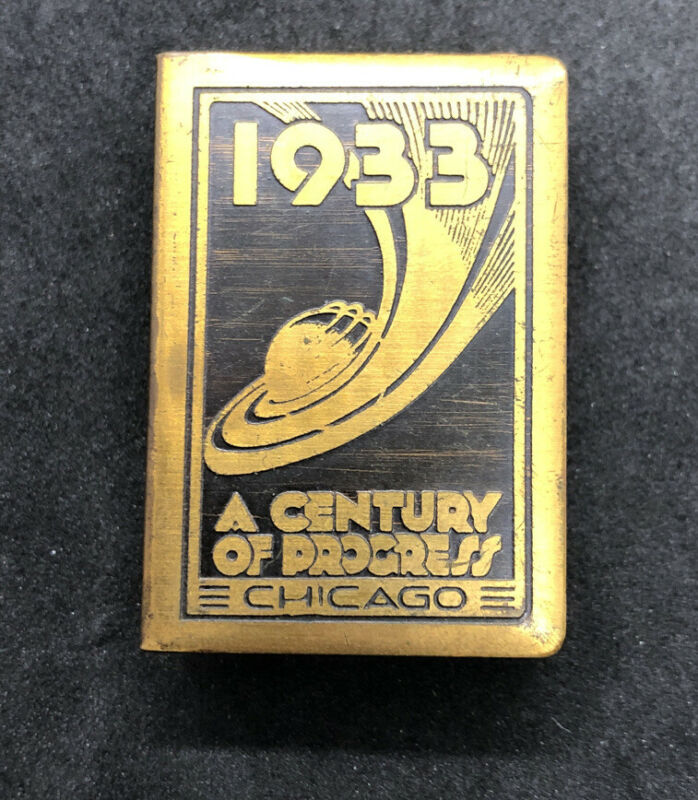 1933
A CENTURY
OF PROGRESS
CHICAGO